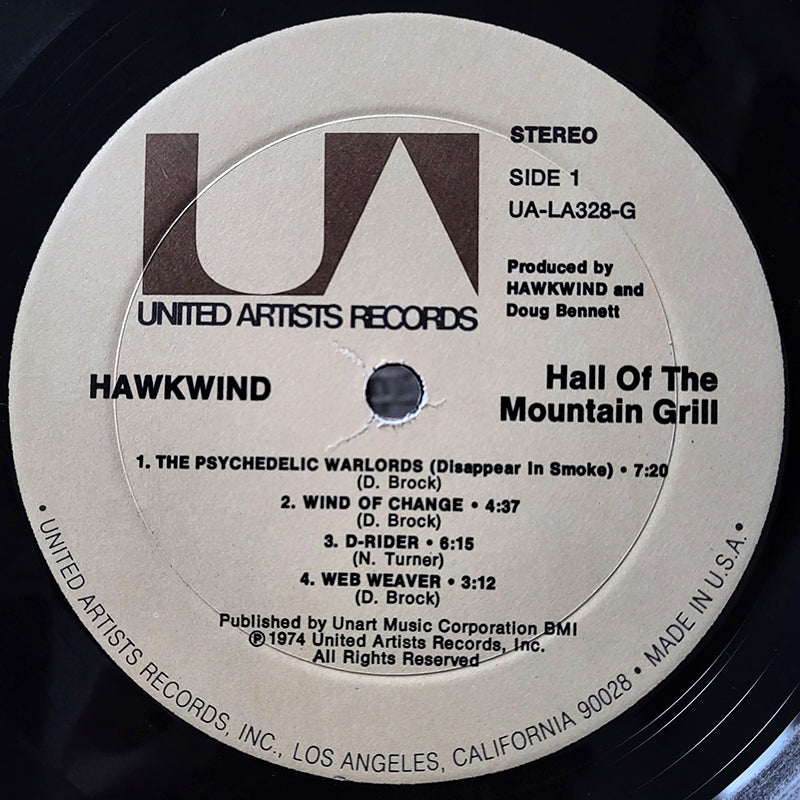 UA
UNITED ARTISTS RECORDS
STEREO
SIDE 1
UA-LA328-G
Produced by
HAWKWIND and
Doug Bennett
HAWKWIND
Hall Of The
Mountain Grill
1. THE PSYCHEDELIC WARLORDS (Disappear In Smoke) • 7:20
(D. Brock)
2. WIND OF CHANGE • 4:37
(D. Brock)
3. D-RIDER • 6:15
(N. Turner)
4. WEB WEAVER • 3:12
(D. Brock)
Published by Unart Music Corporation BMI
℗ 1974 United Artists Records, Inc.
All Rights Reserved
• UNITED ARTISTS RECORDS, INC., LOS ANGELES, CALIFORNIA 90028 • MADE IN U.S.A. •